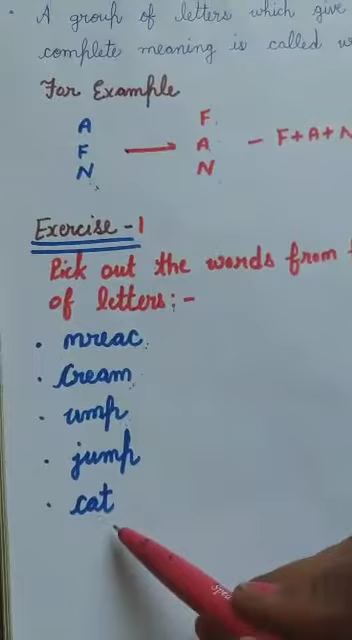 • A group of letters which give
complete meaning is called
For Example
A F
F → A - F+A+N
N N
Exercise - 1
Pick out the words from
of letters:-
• mreac.
• Cream
• ump
• jump
• cat